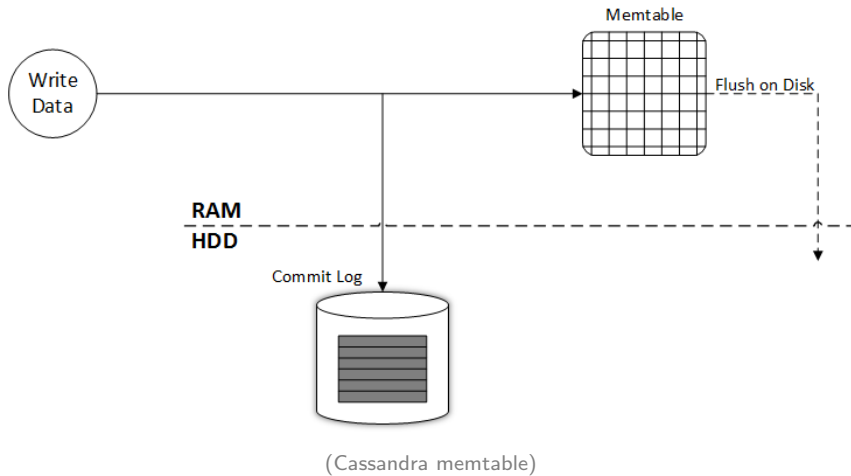 Memtable
Write
Data
Flush on Disk
RAM
HDD
Commit Log
(Cassandra memtable)